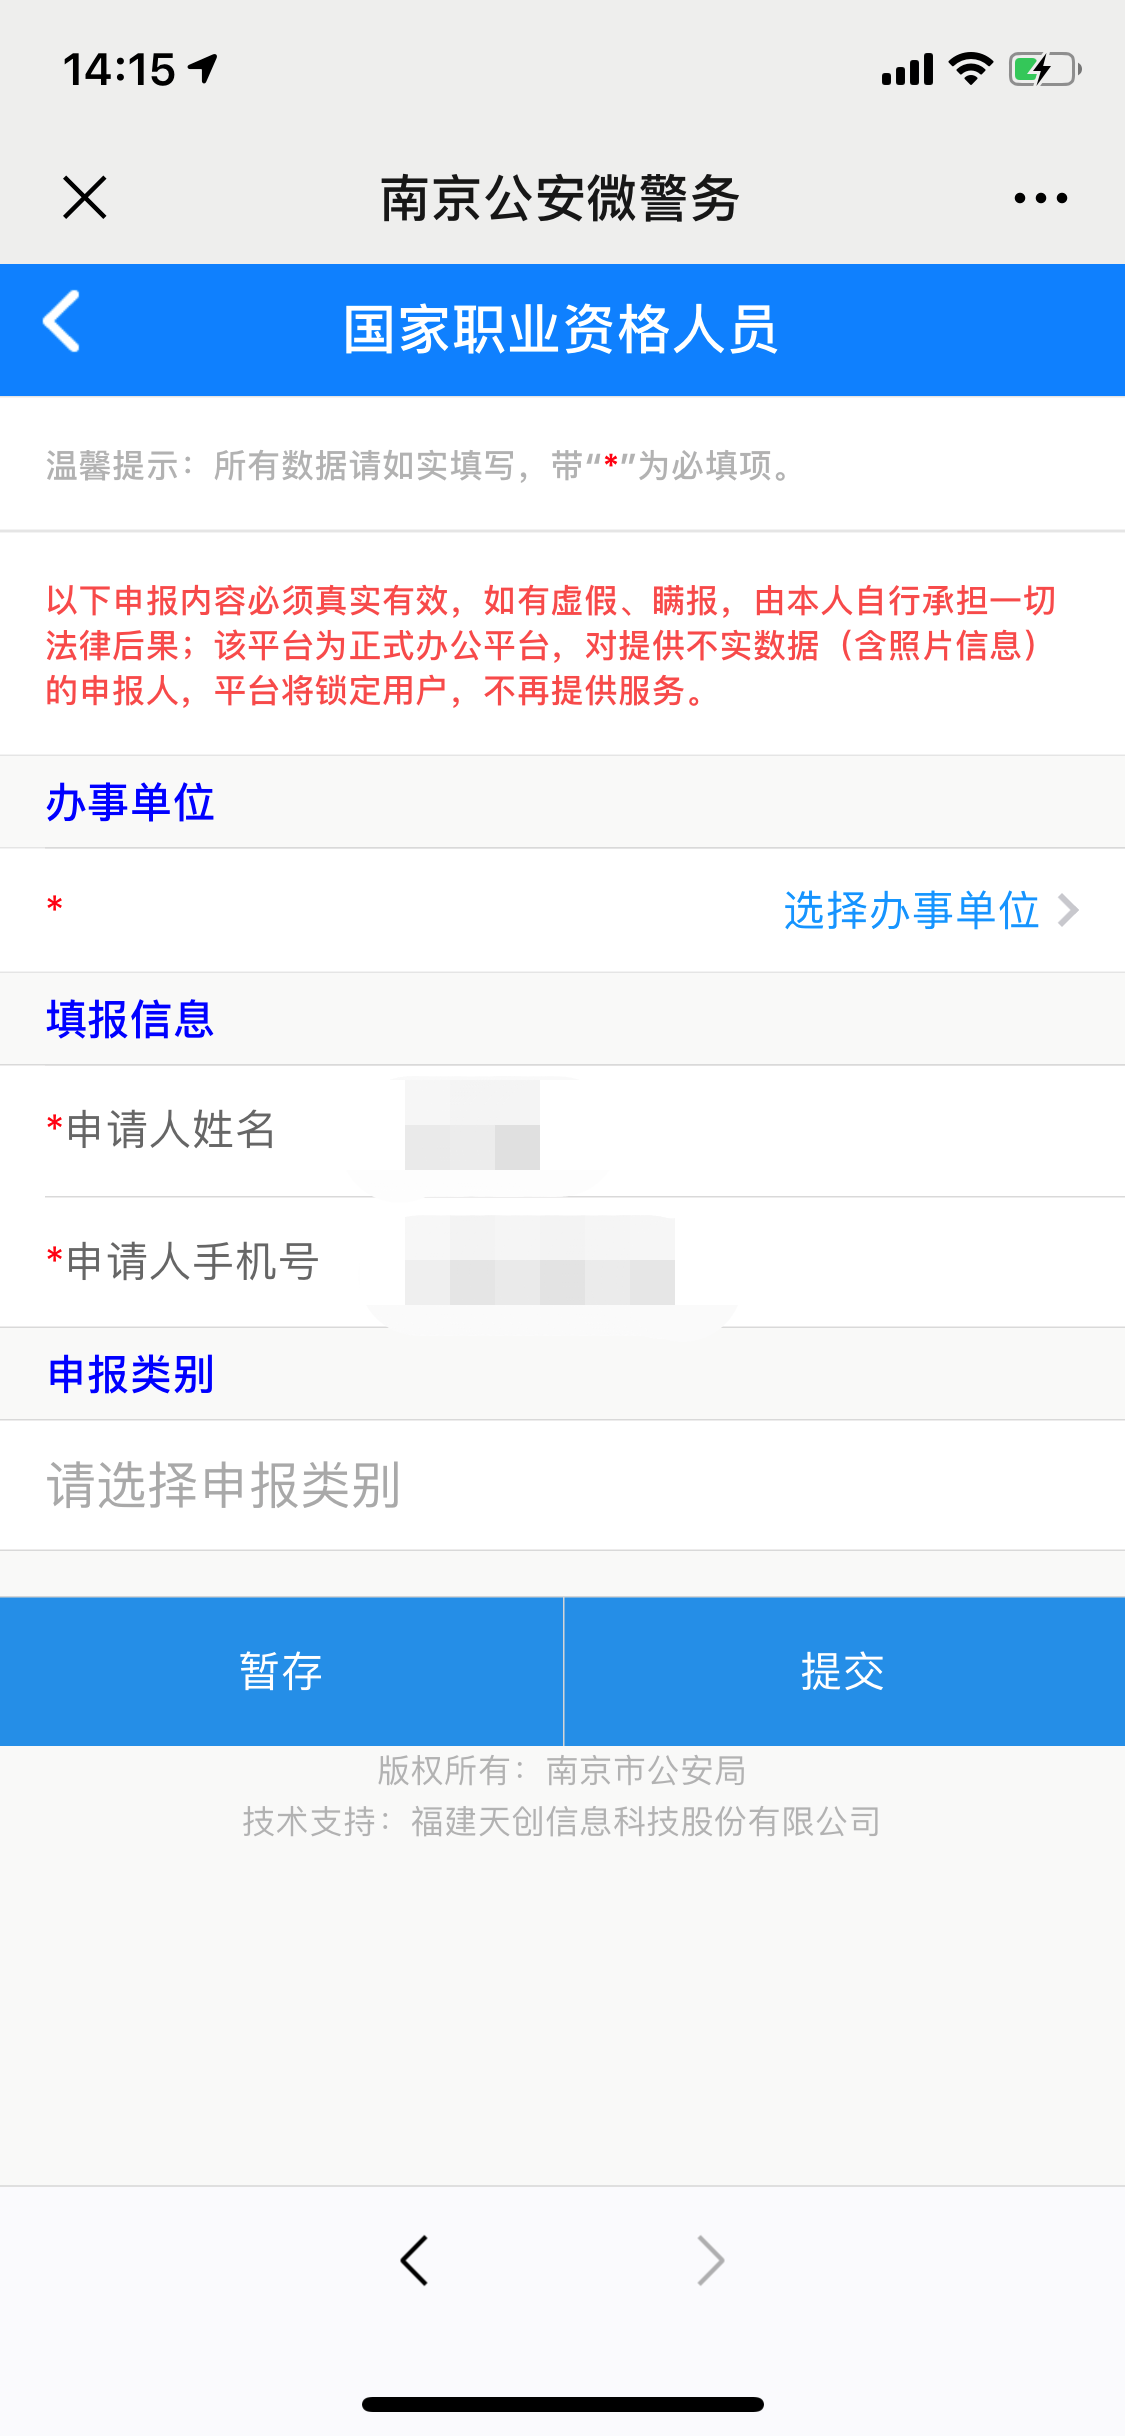 14:15
南京公安微警务
国家职业资格人员
温馨提示：所有数据请如实填写，带“*”为必填项。
以下申报内容必须真实有效，如有虚假、瞒报，由本人自行承担一切
法律后果；该平台为正式办公平台，对提供不实数据（含照片信息）
的申报人，平台将锁定用户，不再提供服务。
办事单位
* 选择办事单位
填报信息
*申请人姓名
*申请人手机号
申报类别
请选择申报类别
暂存 提交
版权所有：南京市公安局
技术支持：福建天创信息科技股份有限公司